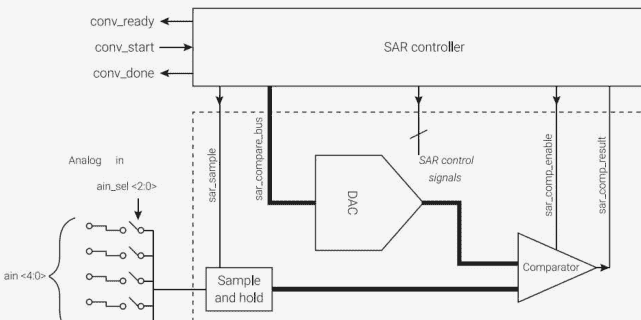 conv_ready
conv_start
SAR controller
conv_done
sar_sample
sar_compare_bus
SAR control
signals
sar_comp_enable
sar_comp_result
Analog in
ain_sel <2:0>
DAC
ain <4:0>
Sample
and hold
Comparator